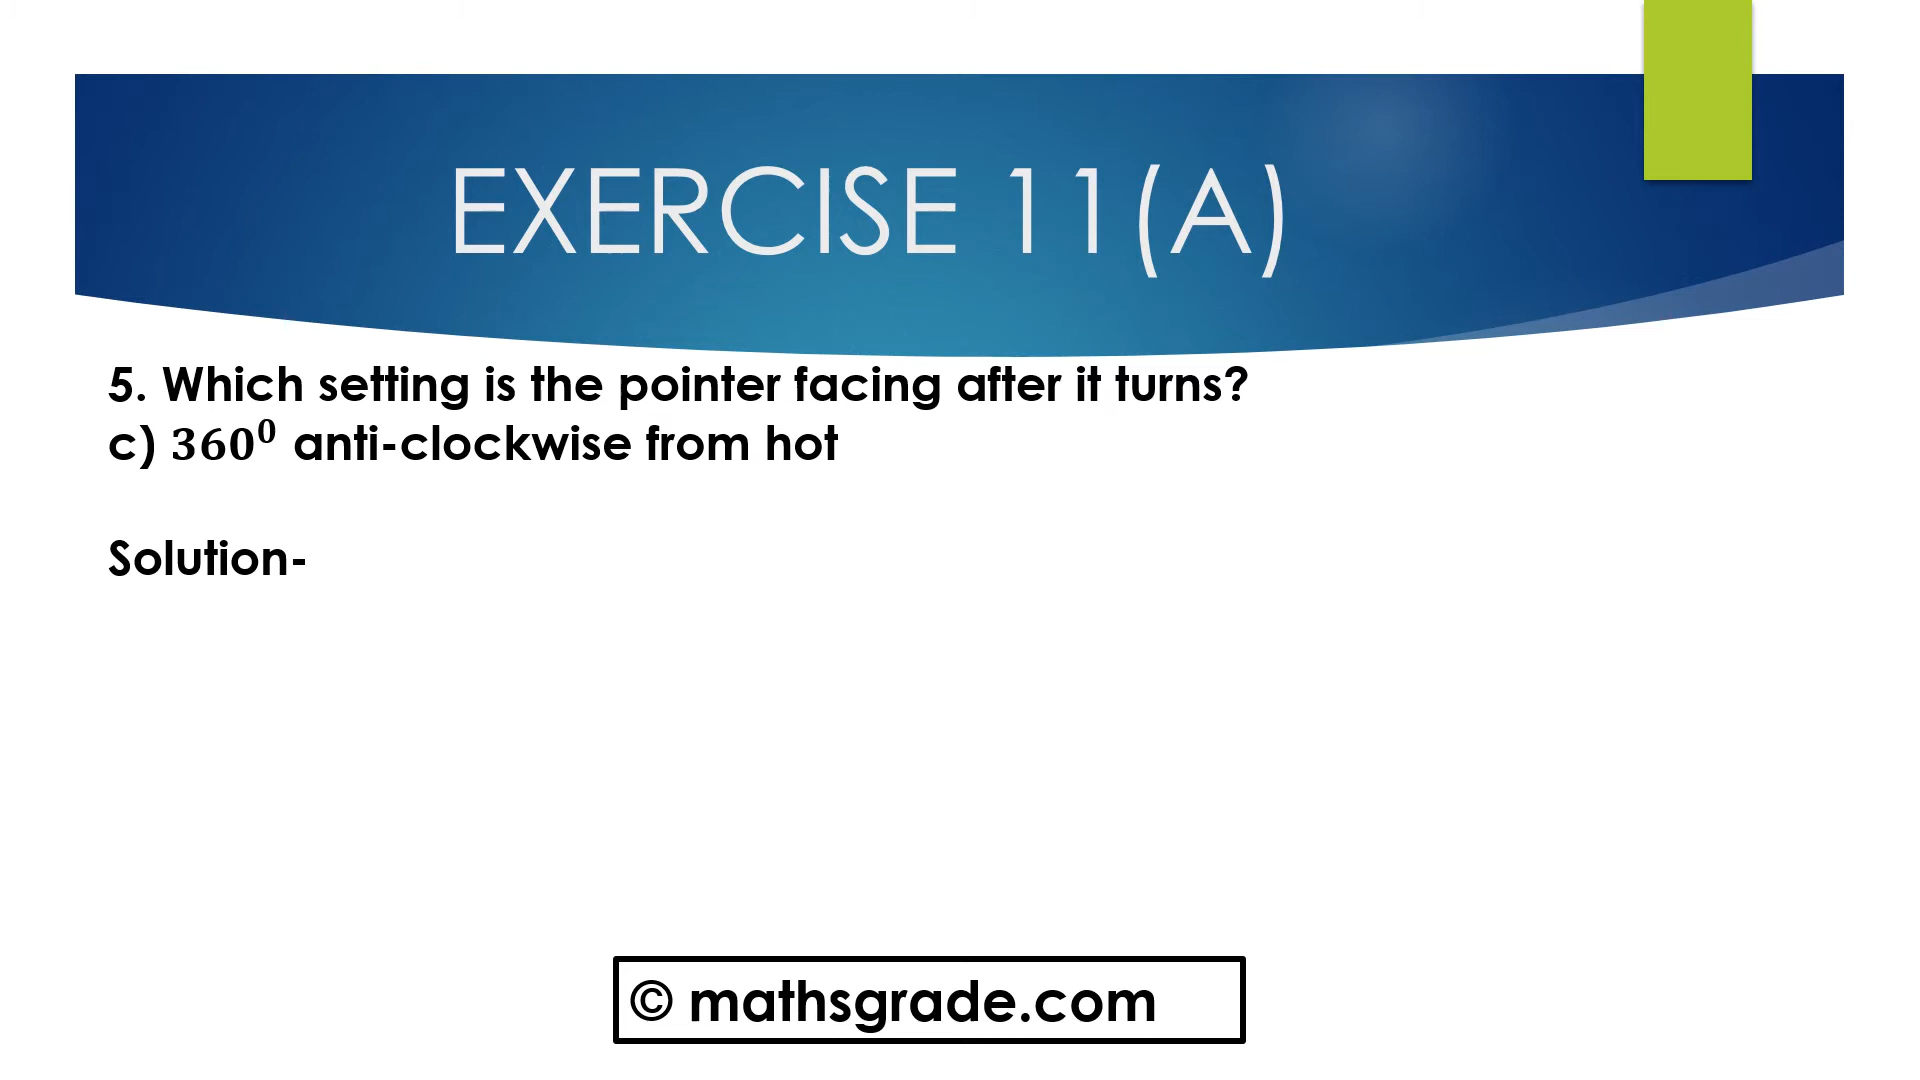 EXERCISE 11(A)
5. Which setting is the pointer facing after it turns?
c) 360⁰ anti-clockwise from hot
Solution-
© mathsgrade.com